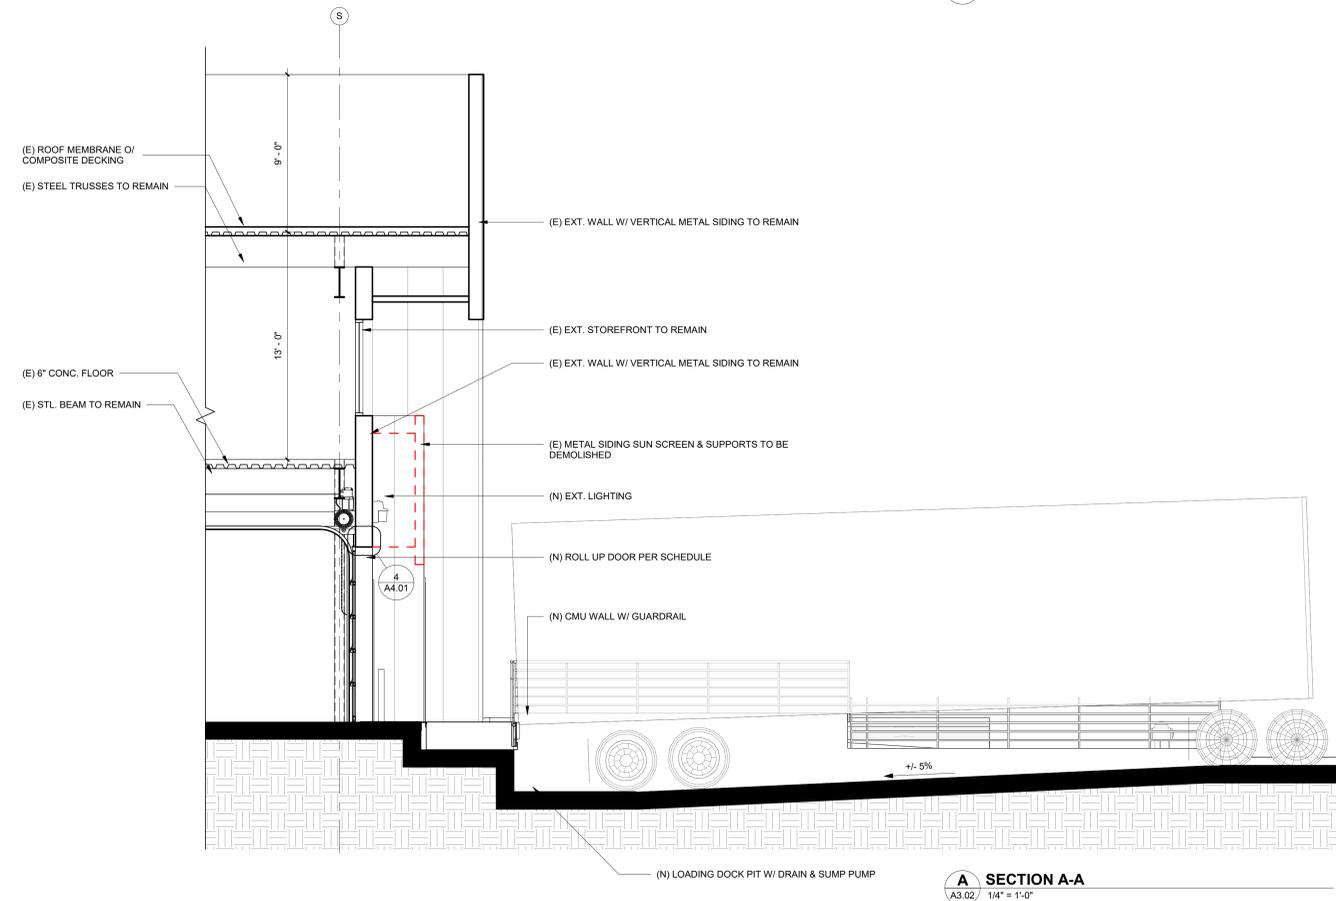 S
9' - 0"
(E) ROOF MEMBRANE O/
COMPOSITE DECKING
(E) STEEL TRUSSES TO REMAIN
(E) EXT. WALL W/ VERTICAL METAL SIDING TO REMAIN
(E) EXT. STOREFRONT TO REMAIN
13' - 0"
(E) EXT. WALL W/ VERTICAL METAL SIDING TO REMAIN
(E) 6" CONC. FLOOR
(E) STL. BEAM TO REMAIN
(E) METAL SIDING SUN SCREEN & SUPPORTS TO BE
DEMOLISHED
(N) EXT. LIGHTING
(N) ROLL UP DOOR PER SCHEDULE
4
A4.01
(N) CMU WALL W/ GUARDRAIL
+/- 5%
(N) LOADING DOCK PIT W/ DRAIN & SUMP PUMP
A SECTION A-A
A3.02 1/4" = 1'-0"